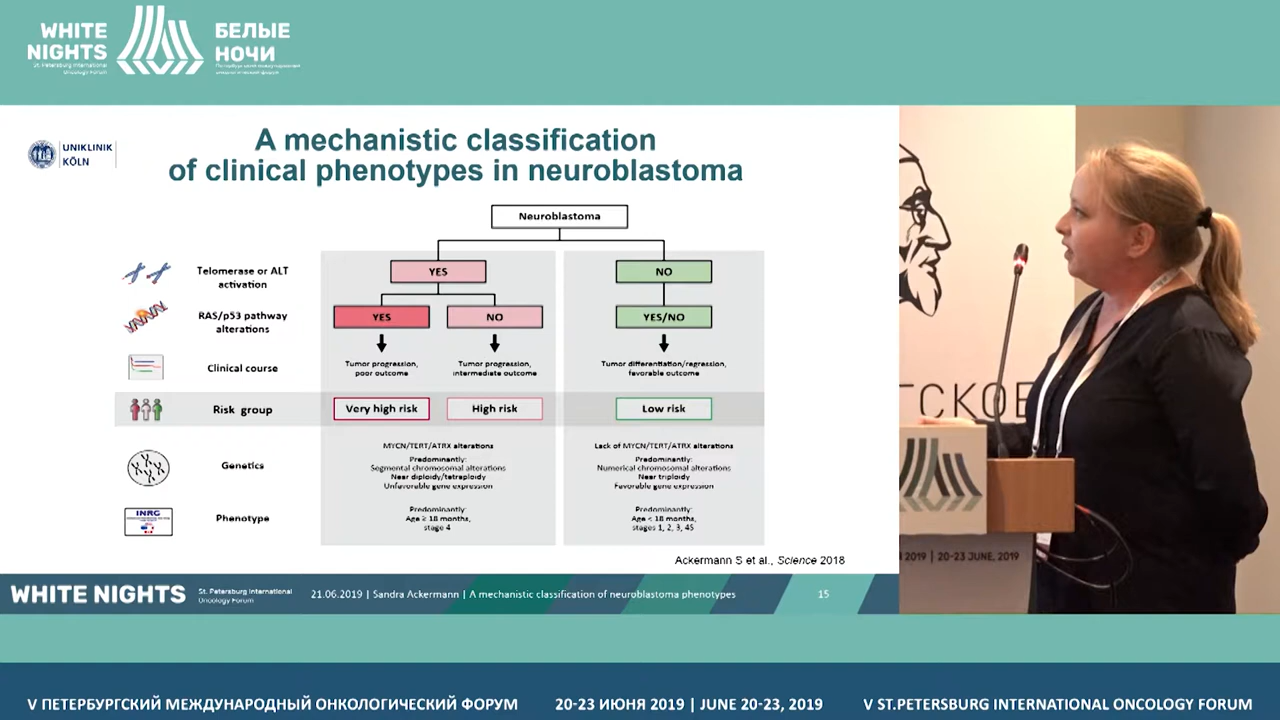 WHITE
NIGHTS
St. Petersburg International
Oncology Forum
БЕЛЫЕ
НОЧИ
Петербургский международный
онкологический форум
UNIKLINIK
KÖLN
A mechanistic classification
of clinical phenotypes in neuroblastoma
Neuroblastoma
Telomerase or ALT
activation
YES
NO
RAS/p53 pathway
alterations
YES
NO
YES/NO
Clinical course
Tumor progression,
poor outcome
Tumor progression,
intermediate outcome
Tumor differentiation/regression,
favorable outcome
Risk group
Very high risk
High risk
Low risk
Genetics
MYCN/TERT/ATRX alterations
Predominantly:
Segmental chromosomal alterations
Near diploidy/tetraploidy
Unfavorable gene expression
Lack of MYCN/TERT/ATRX alterations
Predominantly:
Numerical chromosomal alterations
Near triploidy
Favorable gene expression
INRG
Phenotype
Predominantly:
Age ≥ 18 months,
stage 4
Predominantly:
Age < 18 months,
stages 1, 2, 3, 4S
Ackermann S et al., Science 2018
WHITE NIGHTS
St. Petersburg International
Oncology Forum
21.06.2019 | Sandra Ackermann | A mechanistic classification of neuroblastoma phenotypes
15
ТСКОВ
2019 | 20-23 JUNE, 2019
V ПЕТЕРБУРГСКИЙ МЕЖДУНАРОДНЫЙ ОНКОЛОГИЧЕСКИЙ ФОРУМ
20-23 ИЮНЯ 2019 | JUNE 20-23, 2019
V ST.PETERSBURG INTERNATIONAL ONCOLOGY FORUM